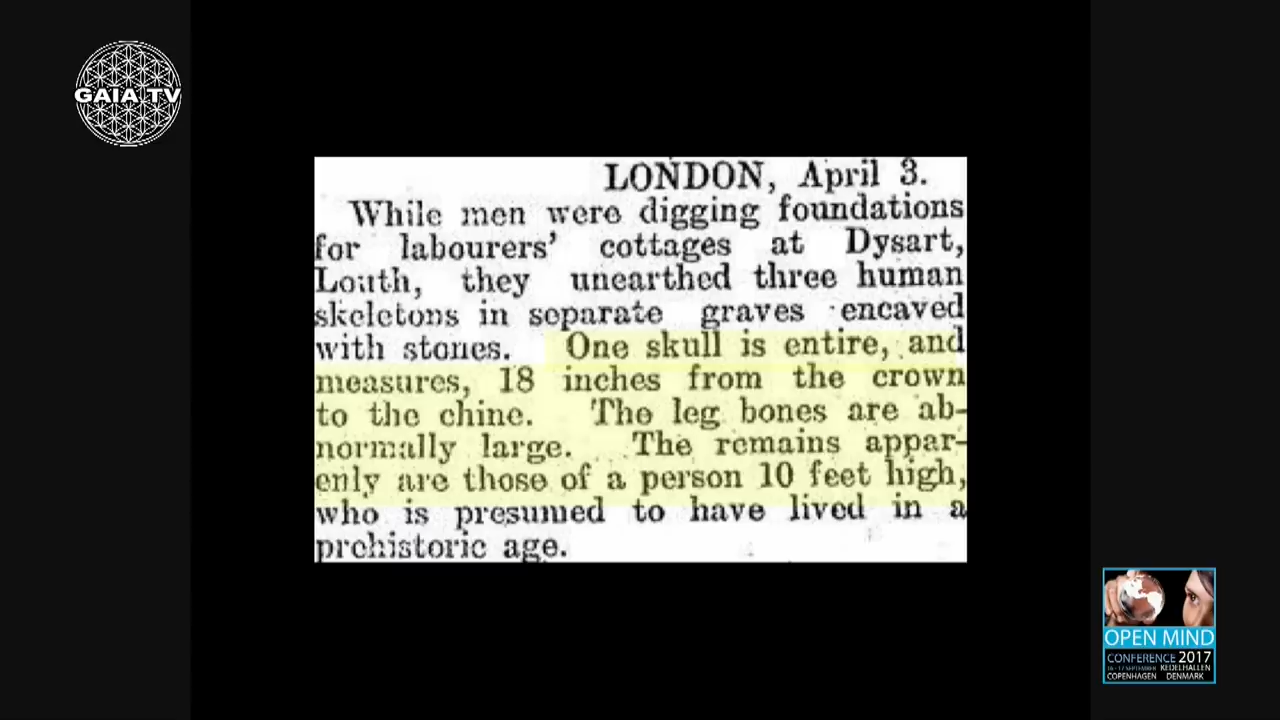 GAIA TV
LONDON, April 3.
While men were digging foundations
for labourers' cottages at Dysart,
Louth, they unearthed three human
skeletons in separate graves encaved
with stones. One skull is entire, and
measures, 18 inches from the crown
to the chine. The leg bones are ab-
normally large. The remains appar-
enly are those of a person 10 feet high,
who is presumed to have lived in a
prehistoric age.
OPEN MIND
CONFERENCE 2017
16 - 17 SEPTEMBER KEDELHALLEN
COPENHAGEN DENMARK